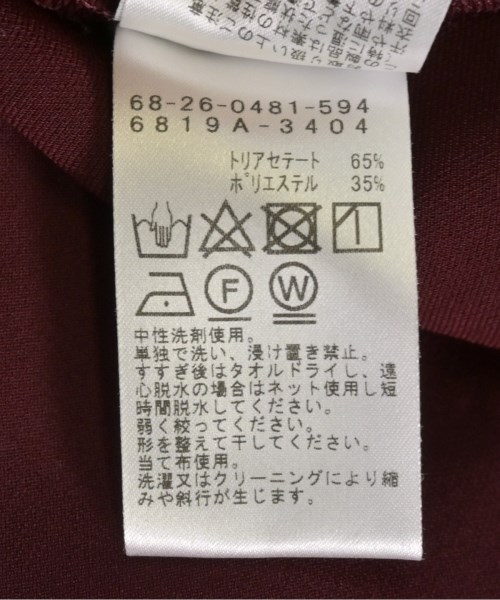 68-26-0481-594
6819A-3404
トリアセテート 65%
ポリエステル 35%
F W
中性洗剤使用。
単独で洗い、浸け置き禁止。
すすぎ後はタオルドライし、遠
心脱水の場合はネット使用し短
時間脱水してください。
弱く絞ってください。
形を整えて干してください。
当て布使用。
洗濯又はクリーニングにより縮
みや斜行が生じます。